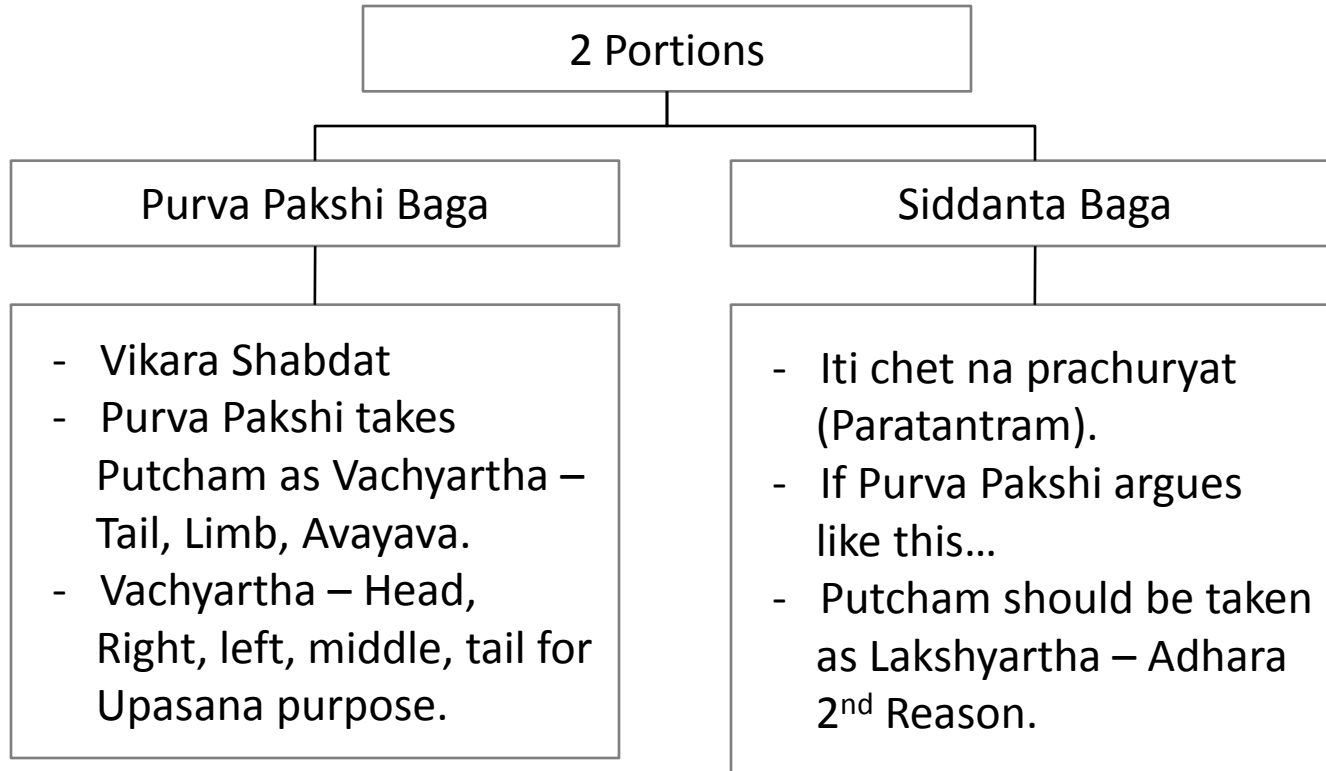 2 Portions
Purva Pakshi Baga
- Vikara Shabdat
- Purva Pakshi takes
Putcham as Vachyartha –
Tail, Limb, Avayava.
- Vachyartha – Head,
Right, left, middle, tail for
Upasana purpose.
Siddanta Baga
- Iti chet na prachuryat
(Paratantram).
- If Purva Pakshi argues
like this…
- Putcham should be taken
as Lakshyartha – Adhara
2nd Reason.